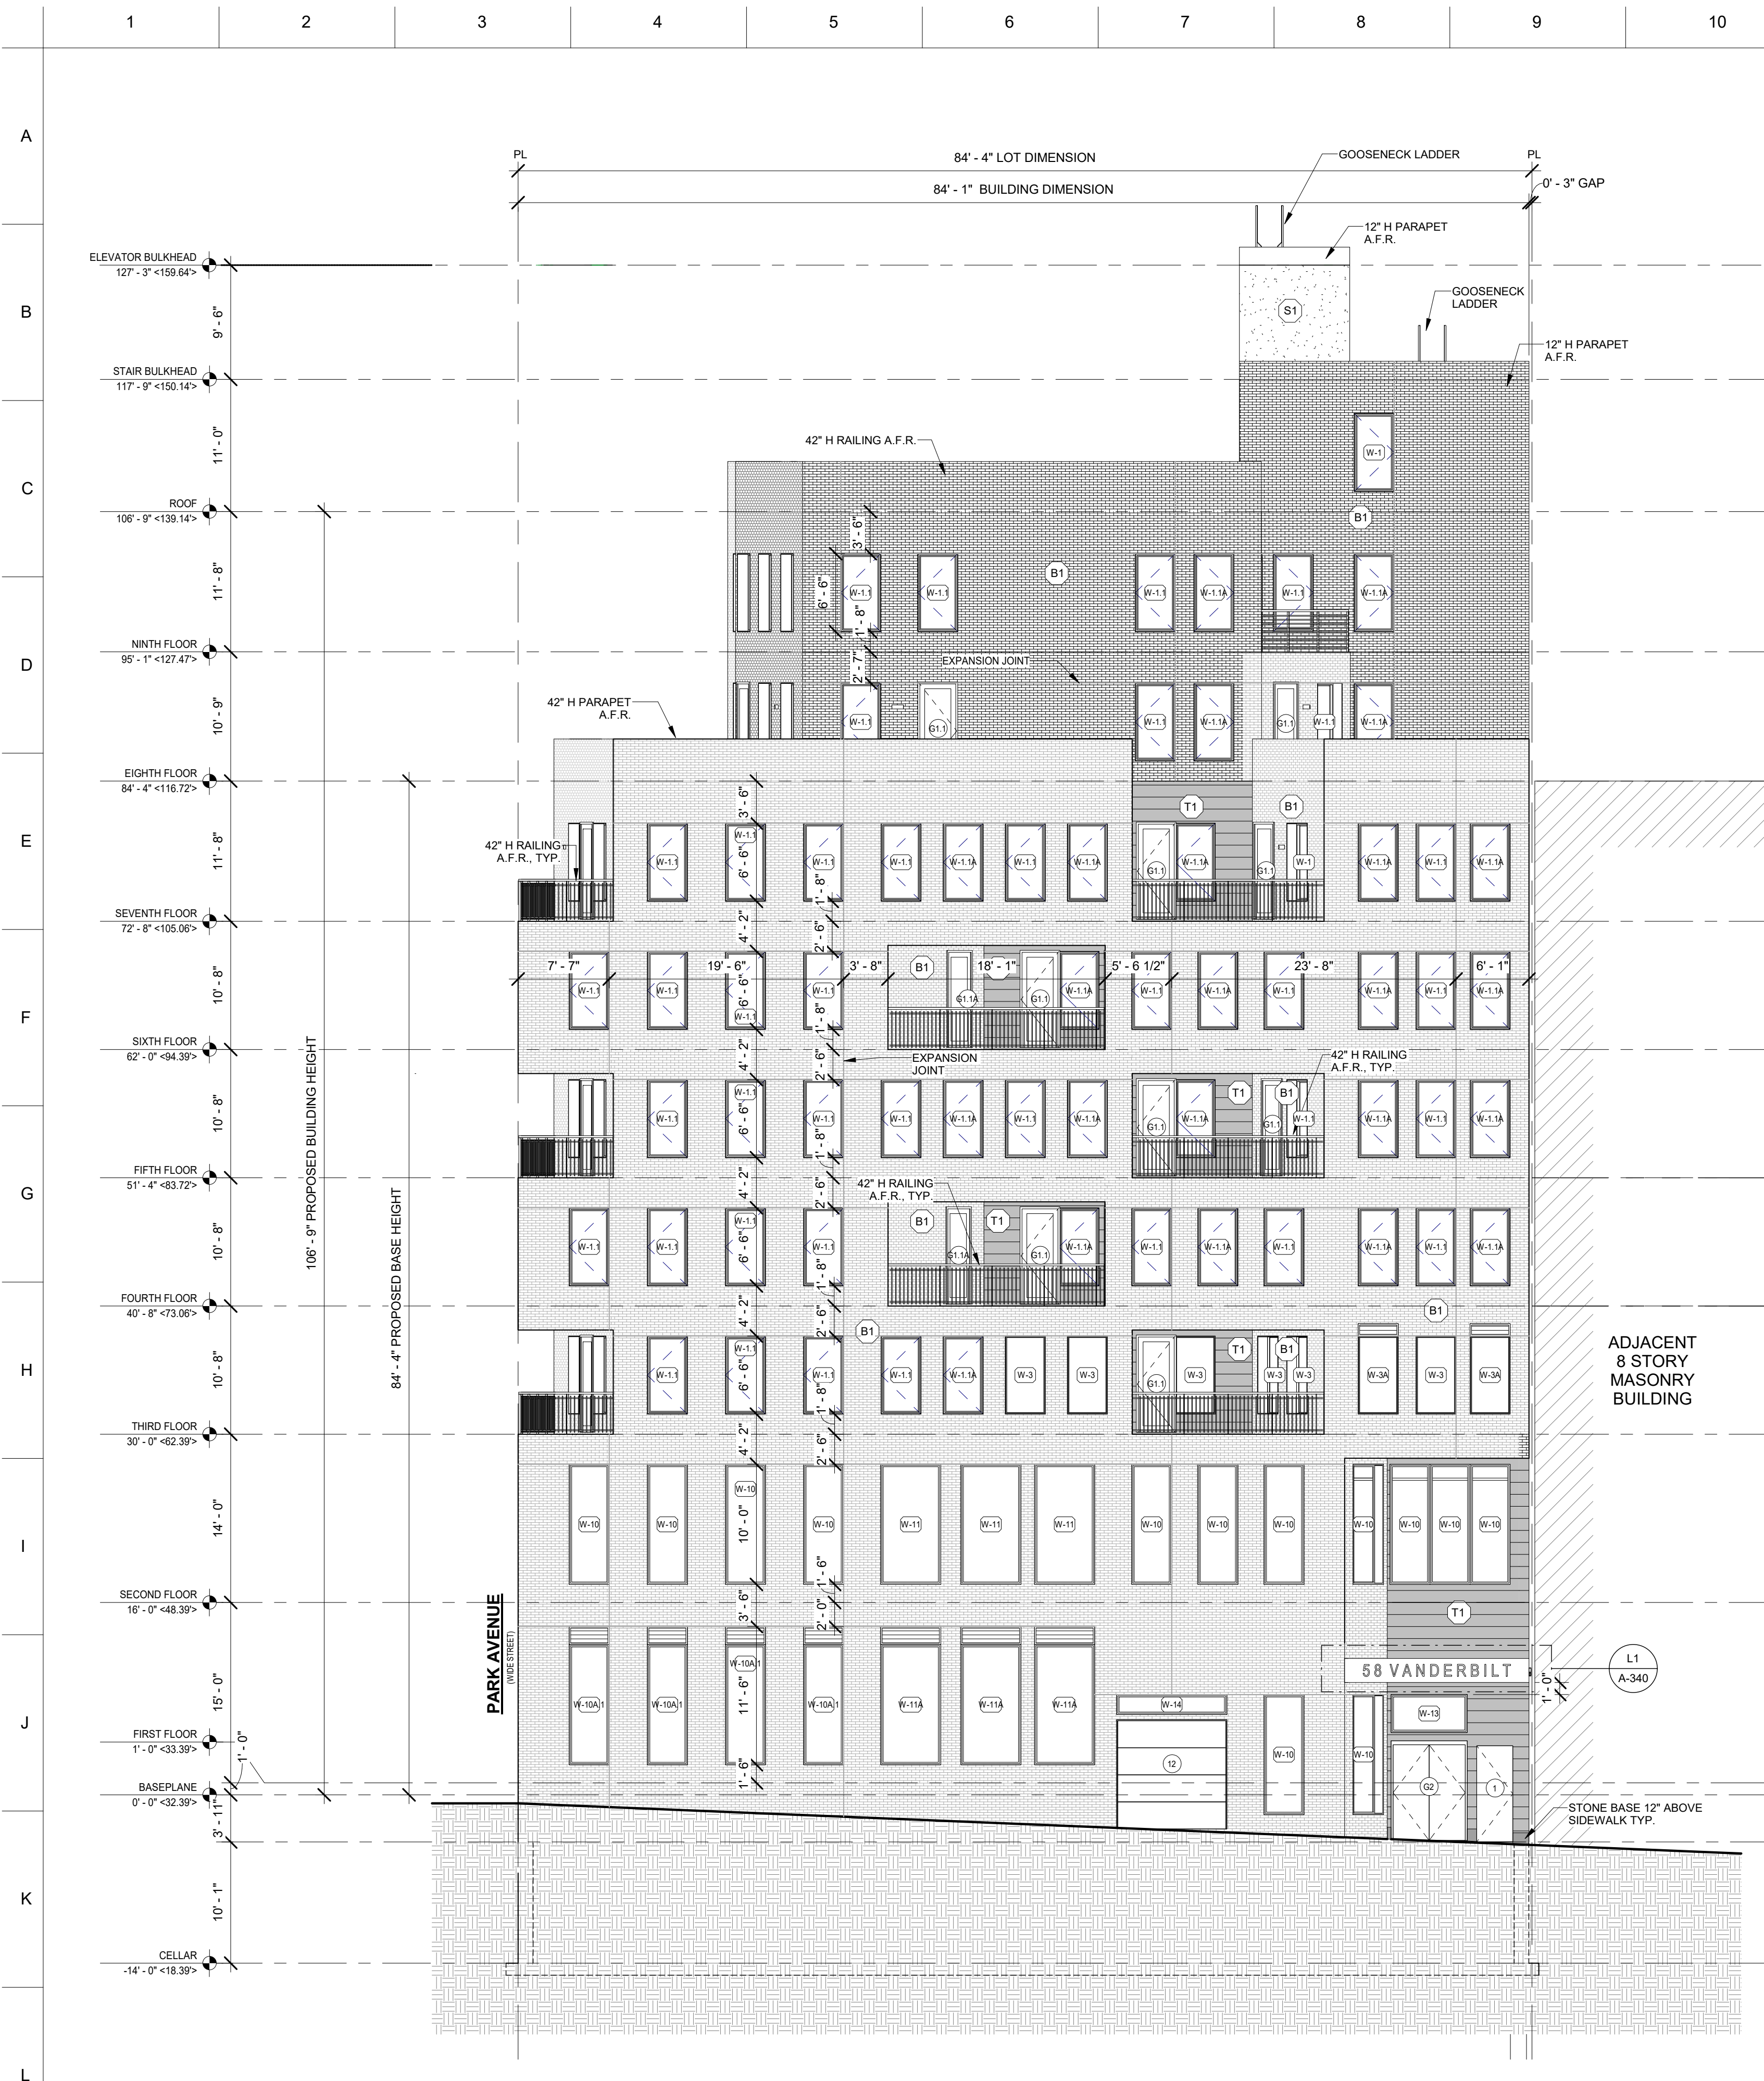 1 2 3 4 5 6 7 8 9 10
A
PL
84' - 4" LOT DIMENSION
PL
GOOSENECK LADDER
84' - 1" BUILDING DIMENSION
0' - 3" GAP
12" H PARAPET
A.F.R.
ELEVATOR BULKHEAD
127' - 3" <159.64'>
B
9' - 6"
S1
GOOSENECK
LADDER
12" H PARAPET
A.F.R.
STAIR BULKHEAD
117' - 9" <150.14'>
11' - 0"
42" H RAILING A.F.R.
W-1
C
ROOF
106' - 9" <139.14'>
B1
3' - 6"
11' - 8"
B1
6' - 6"
W-1.1 W-1.1 W-1.1 W-1.1A W-1.1 W-1.1A
1' - 8"
NINTH FLOOR
95' - 1" <127.47'>
D
2' - 7"
EXPANSION JOINT
10' - 9"
42" H PARAPET
A.F.R.
W-1.1 G1.1 W-1.1 W-1.1A G1.1 W-1.1 W-1.1A
EIGHTH FLOOR
84' - 4" <116.72'>
3' - 6"
T1 B1
E
11' - 8"
42" H RAILING
A.F.R., TYP.
W-1.1
6' - 6"
W-1.1 W-1.1 W-1.1 W-1.1A W-1.1 W-1.1A G1.1 W-1.1A G1.1 W-1 W-1.1A W-1.1 W-1.1A
1' - 8"
SEVENTH FLOOR
72' - 8" <105.06'>
4' - 2"
2' - 6"
10' - 8"
7' - 7" 19' - 6" 3' - 8" B1 18' - 1" 5' - 6 1/2" 23' - 8" 6' - 1"
6' - 6"
W-1.1 W-1.1 W-1.1 W-1.1 G1.1A G1.1 W-1.1A W-1.1 W-1.1A W-1.1 W-1.1A W-1.1 W-1.1A
1' - 8"
F
SIXTH FLOOR
62' - 0" <94.39'>
4' - 2"
2' - 6"
EXPANSION
JOINT
42" H RAILING
A.F.R., TYP.
106' - 9" PROPOSED BUILDING HEIGHT
10' - 8"
W-1.1
T1 B1
6' - 6"
W-1.1 W-1.1 W-1.1 W-1.1A W-1.1 W-1.1A G1.1 W-1.1A G1.1 W-1.1 W-1.1A W-1.1 W-1.1A
1' - 8"
FIFTH FLOOR
51' - 4" <83.72'>
G
4' - 2"
2' - 6"
42" H RAILING
A.F.R., TYP.
84' - 4" PROPOSED BASE HEIGHT
10' - 8"
W-1.1
B1 T1
6' - 6"
W-1.1 W-1.1 W-1.1 G1.1A G1.1 W-1.1A W-1.1 W-1.1A W-1.1 W-1.1A W-1.1 W-1.1A
1' - 8"
FOURTH FLOOR
40' - 8" <73.06'>
4' - 2"
2' - 6"
B1
B1
H
10' - 8"
W-1.1
T1 B1
6' - 6"
W-1.1 W-1.1 W-1.1 W-1.1A W-3 W-3 G1.1 W-3 W-3 W-3 W-3A W-3 W-3A
1' - 8"
ADJACENT
8 STORY
MASONRY
BUILDING
THIRD FLOOR
30' - 0" <62.39'>
4' - 2"
2' - 6"
I
14' - 0"
W-10
10' - 0"
W-10 W-10 W-10 W-11 W-11 W-11 W-10 W-10 W-10 W-10 W-10 W-10 W-10
1' - 6"
SECOND FLOOR
16' - 0" <48.39'>
3' - 6"
2' - 0"
T1
PARK AVENUE
(WIDE STREET)
W-10A.1
58 VANDERBILT
L1
A-340
1' - 0"
15' - 0"
11' - 6"
W-10A.1 W-10A.1 W-10A.1 W-11A W-11A W-11A W-14 W-13
J
FIRST FLOOR
1' - 0" <33.39'>
1' - 0"
12 W-10 W-10
1' - 6"
G2 1
BASEPLANE
0' - 0" <32.39'>
3' - 11"
STONE BASE 12" ABOVE
SIDEWALK TYP.
K
10' - 1"
CELLAR
-14' - 0" <18.39'>
L